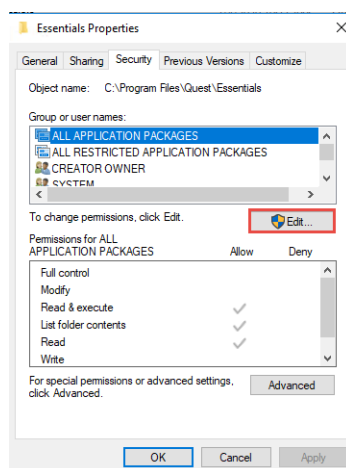 Essentials Properties
General Sharing Security Previous Versions Customize
Object name: C:\Program Files\Quest\Essentials
Group or user names:
ALL APPLICATION PACKAGES
ALL RESTRICTED APPLICATION PACKAGES
CREATOR OWNER
SYSTEM
To change permissions, click Edit.
Edit...
Permissions for ALL
APPLICATION PACKAGES Allow Deny
Full control
Modify
Read & execute
List folder contents
Read
Write
For special permissions or advanced settings,
click Advanced.
Advanced
OK Cancel Apply